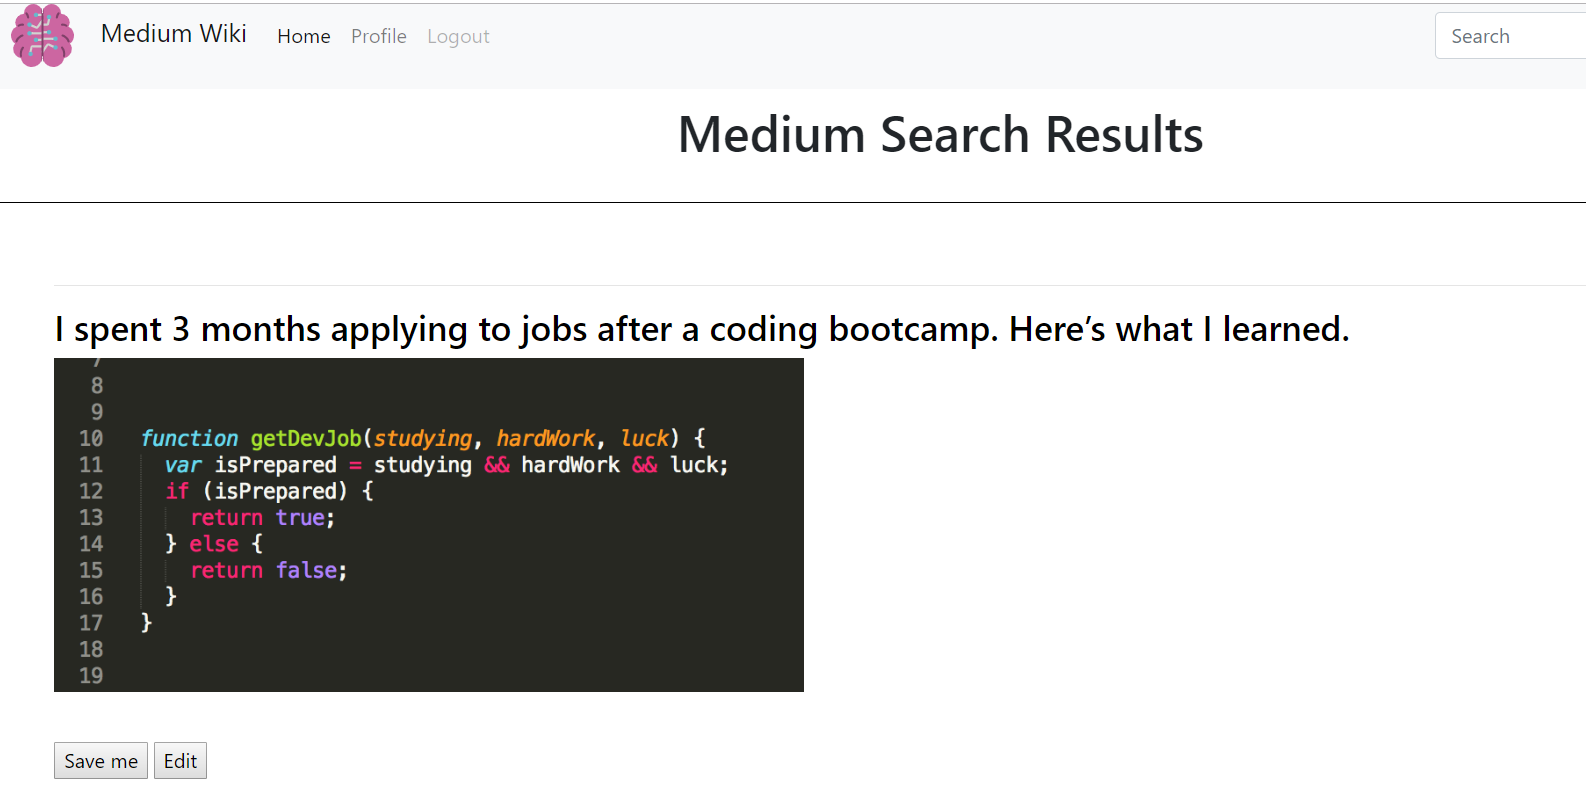 Medium Wiki Home Profile Logout Search
Medium Search Results
I spent 3 months applying to jobs after a coding bootcamp. Here’s what I learned.
7
8
9
10 function getDevJob(studying, hardWork, luck) {
11 var isPrepared = studying && hardWork && luck;
12 if (isPrepared) {
13 return true;
14 } else {
15 return false;
16 }
17 }
18
19
Save me Edit